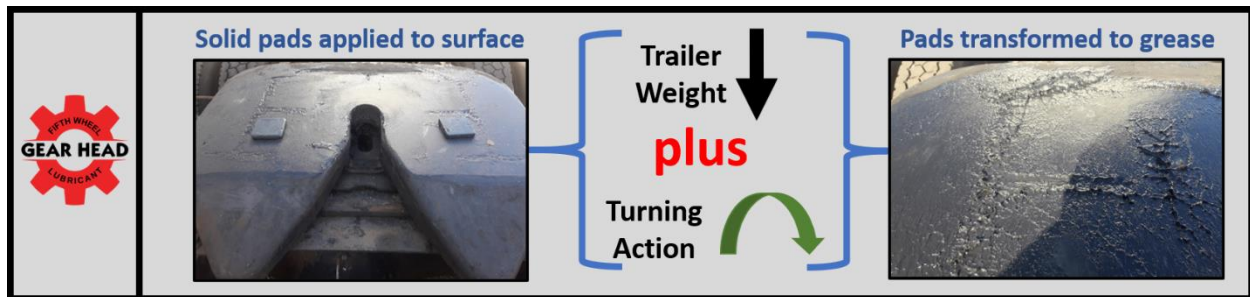 FIFTH WHEEL
GEAR HEAD
LUBRICANT
Solid pads applied to surface
Trailer
Weight
plus
Turning
Action
Pads transformed to grease